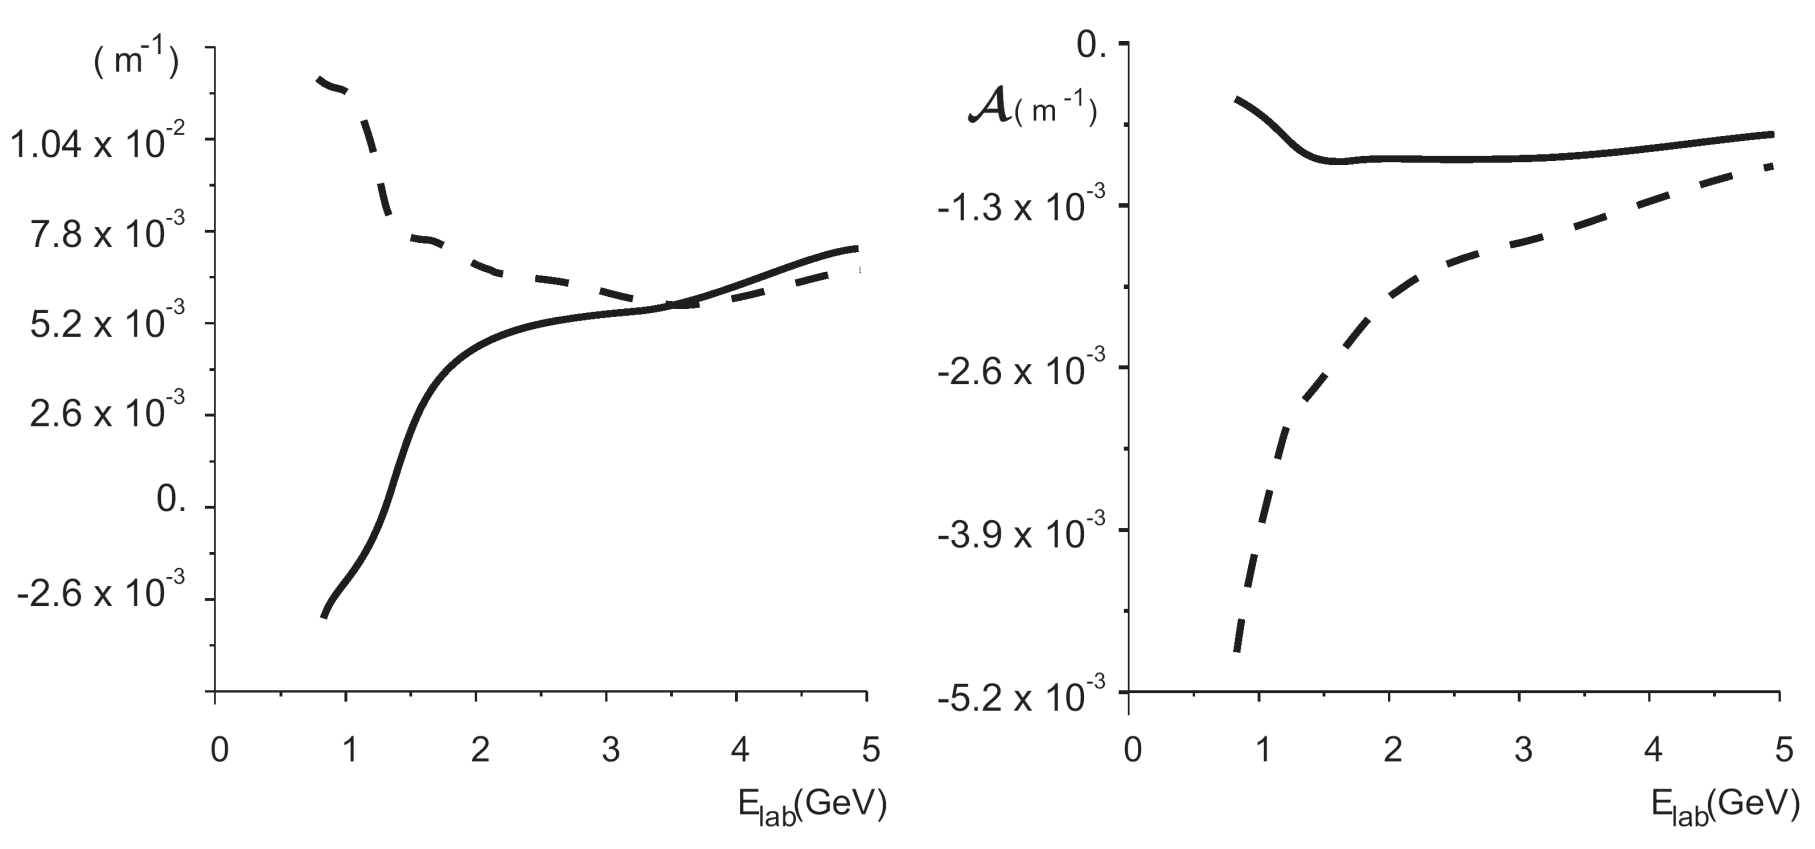 ( m⁻¹)
1.04 x 10⁻²
7.8 x 10⁻³
5.2 x 10⁻³
2.6 x 10⁻³
0.
-2.6 x 10⁻³
0 1 2 3 4 5
E_lab(GeV)
0.
𝓐( m⁻¹)
-1.3 x 10⁻³
-2.6 x 10⁻³
-3.9 x 10⁻³
-5.2 x 10⁻³
0 1 2 3 4 5
E_lab(GeV)